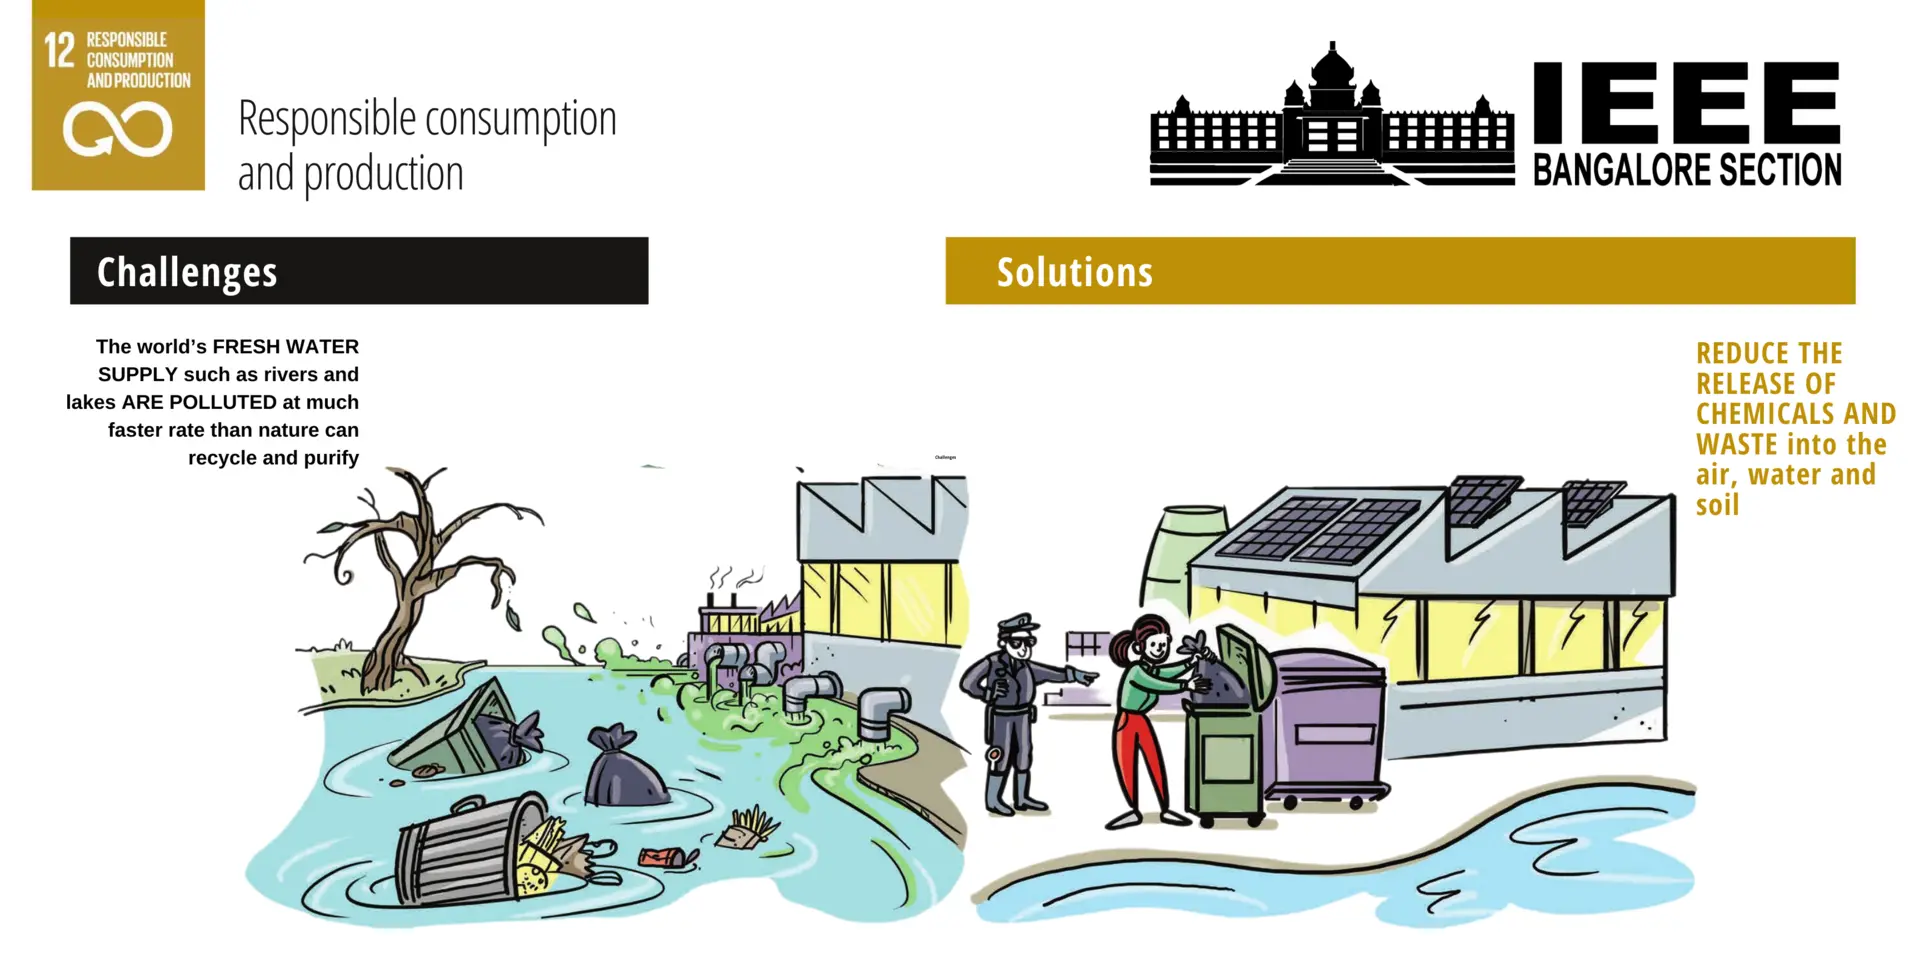 12 RESPONSIBLE
CONSUMPTION
AND PRODUCTION
Responsible consumption
and production
IEEE
BANGALORE SECTION
Challenges
The world’s FRESH WATER
SUPPLY such as rivers and
lakes ARE POLLUTED at much
faster rate than nature can
recycle and purify
Challenges
Solutions
REDUCE THE
RELEASE OF
CHEMICALS AND
WASTE into the
air, water and
soil